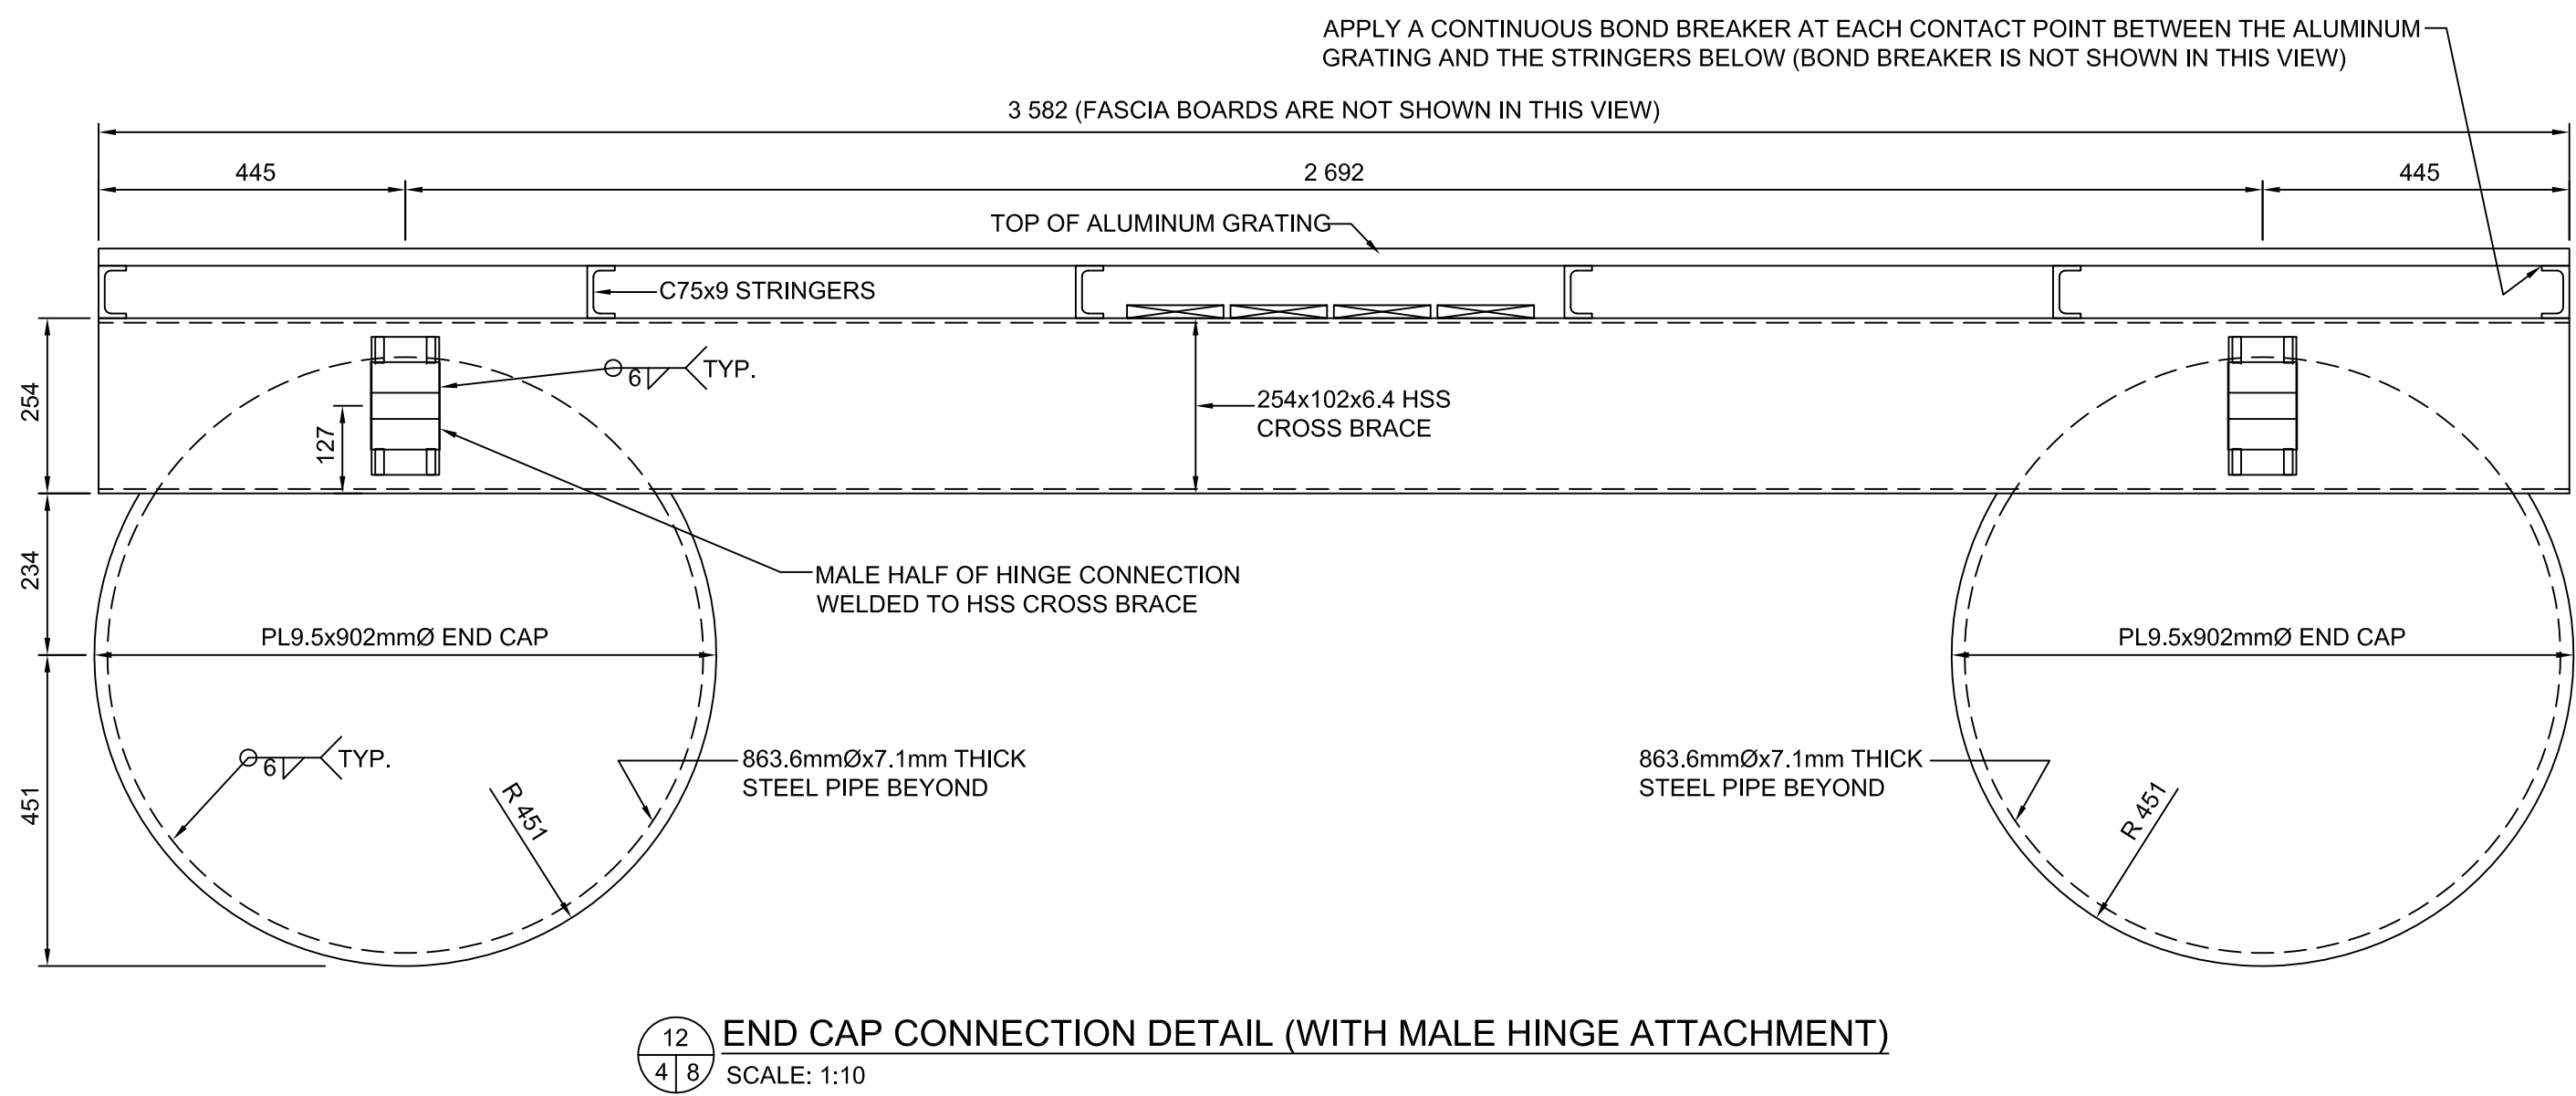 APPLY A CONTINUOUS BOND BREAKER AT EACH CONTACT POINT BETWEEN THE ALUMINUM
GRATING AND THE STRINGERS BELOW (BOND BREAKER IS NOT SHOWN IN THIS VIEW)
3 582 (FASCIA BOARDS ARE NOT SHOWN IN THIS VIEW)
445
2 692
445
TOP OF ALUMINUM GRATING
C75x9 STRINGERS
254
127
6
TYP.
254x102x6.4 HSS
CROSS BRACE
234
MALE HALF OF HINGE CONNECTION
WELDED TO HSS CROSS BRACE
PL9.5x902mmØ END CAP
PL9.5x902mmØ END CAP
451
6
TYP.
R 451
863.6mmØx7.1mm THICK
STEEL PIPE BEYOND
863.6mmØx7.1mm THICK
STEEL PIPE BEYOND
R 451
12
4 8
END CAP CONNECTION DETAIL (WITH MALE HINGE ATTACHMENT)
SCALE: 1:10